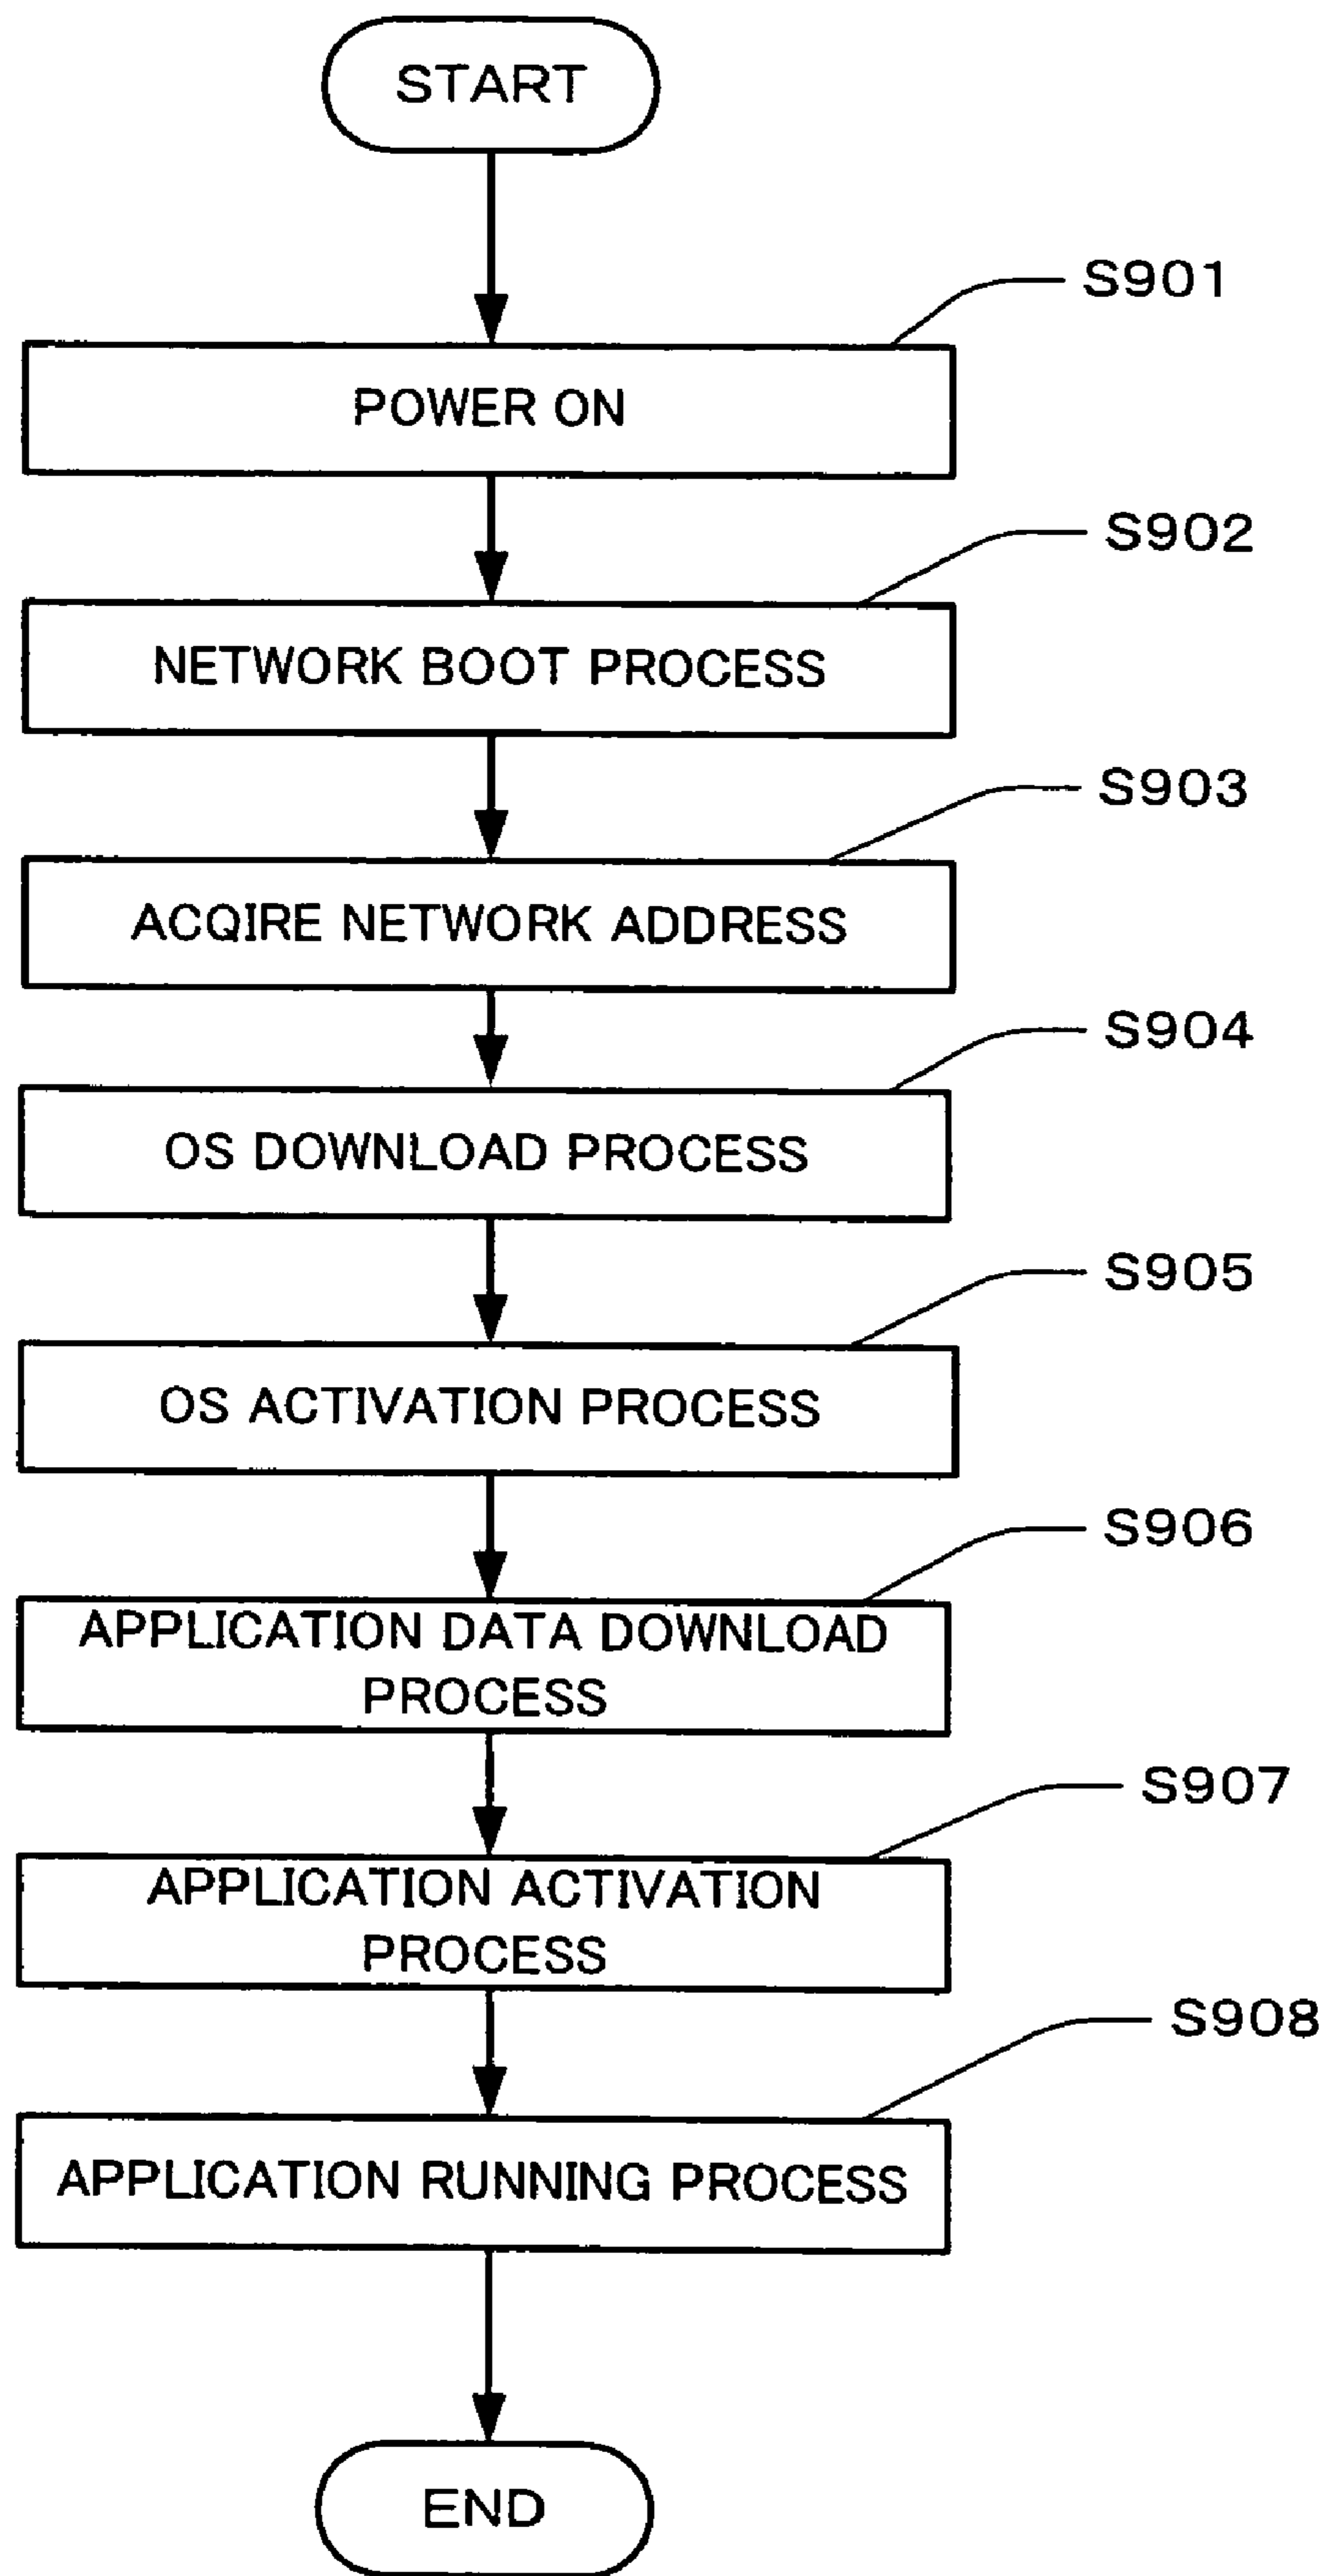 START
S901
POWER ON
S902
NETWORK BOOT PROCESS
S903
ACQIRE NETWORK ADDRESS
S904
OS DOWNLOAD PROCESS
S905
OS ACTIVATION PROCESS
S906
APPLICATION DATA DOWNLOAD
PROCESS
S907
APPLICATION ACTIVATION
PROCESS
S908
APPLICATION RUNNING PROCESS
END